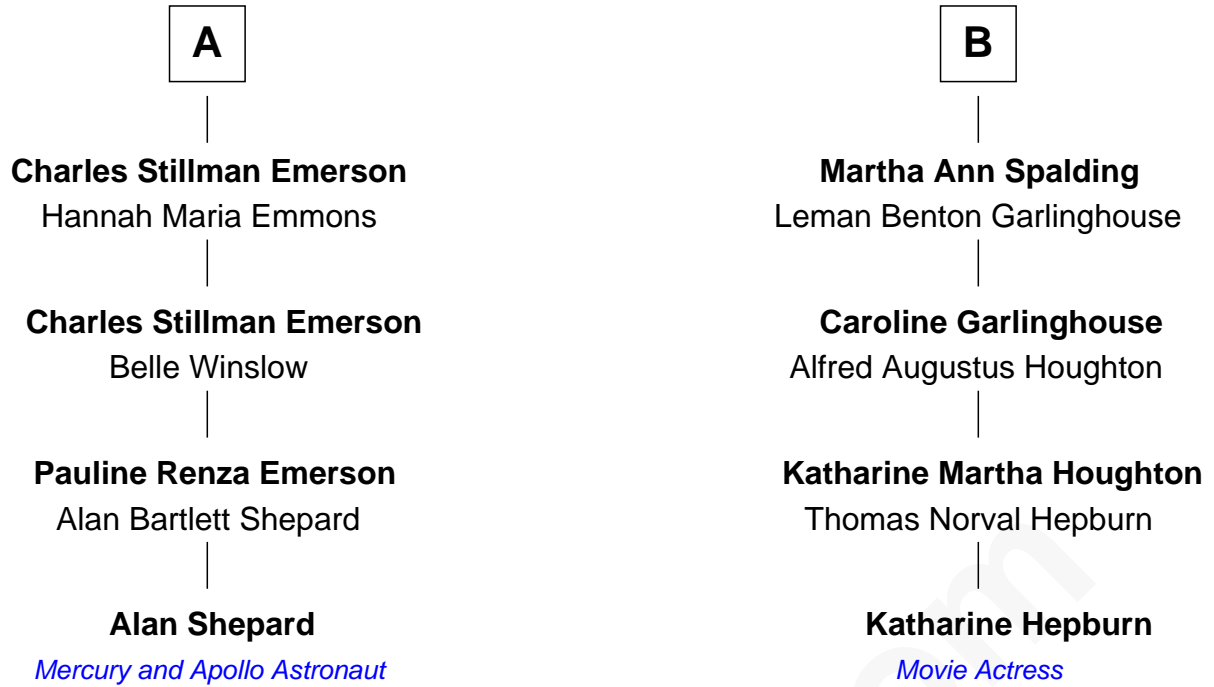 A
Charles Stillman Emerson
Hannah Maria Emmons
Charles Stillman Emerson
Belle Winslow
Pauline Renza Emerson
Alan Bartlett Shepard
Alan Shepard
Mercury and Apollo Astronaut
B
Martha Ann Spalding
Leman Benton Garlinghouse
Caroline Garlinghouse
Alfred Augustus Houghton
Katharine Martha Houghton
Thomas Norval Hepburn
Katharine Hepburn
Movie Actress